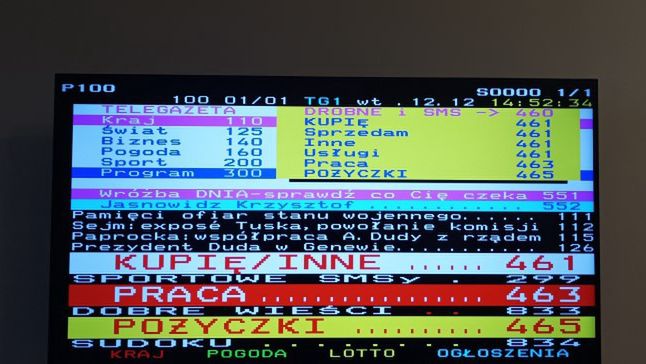 P100 S0000 1/1
100 01/01 TG1 wt. 12.12 14:52:34
TELEGAZETA DROBNE i SMS -> 460
Kraj 110 KUPIĘ 461
Świat 125 Sprzedam 461
Biznes 140 Inne 461
Pogoda 160 Usługi 461
Sport 200 Praca 463
Program 300 POŻYCZKI 465
Wróżba DNIA-sprawdź co Cię czeka 551
Jasnowidz Krzysztof .............. 552
Pamięci ofiar stanu wojennego....... 111
Sejm:exposé Tuska,powołanie komisji 112
Paprocka:współpraca A.Dudy z rządem 115
Prezydent Duda w Genewie............ 126
KUPIĘ/INNE ...... 461
SPORTOWE SMSy . 299
PRACA ............ 463
DOBRE WIEŚCI .. 833
POŻYCZKI ...... 465
SUDOKU . . . . . . 834
KRAJ POGODA LOTTO OGŁOSZENIA